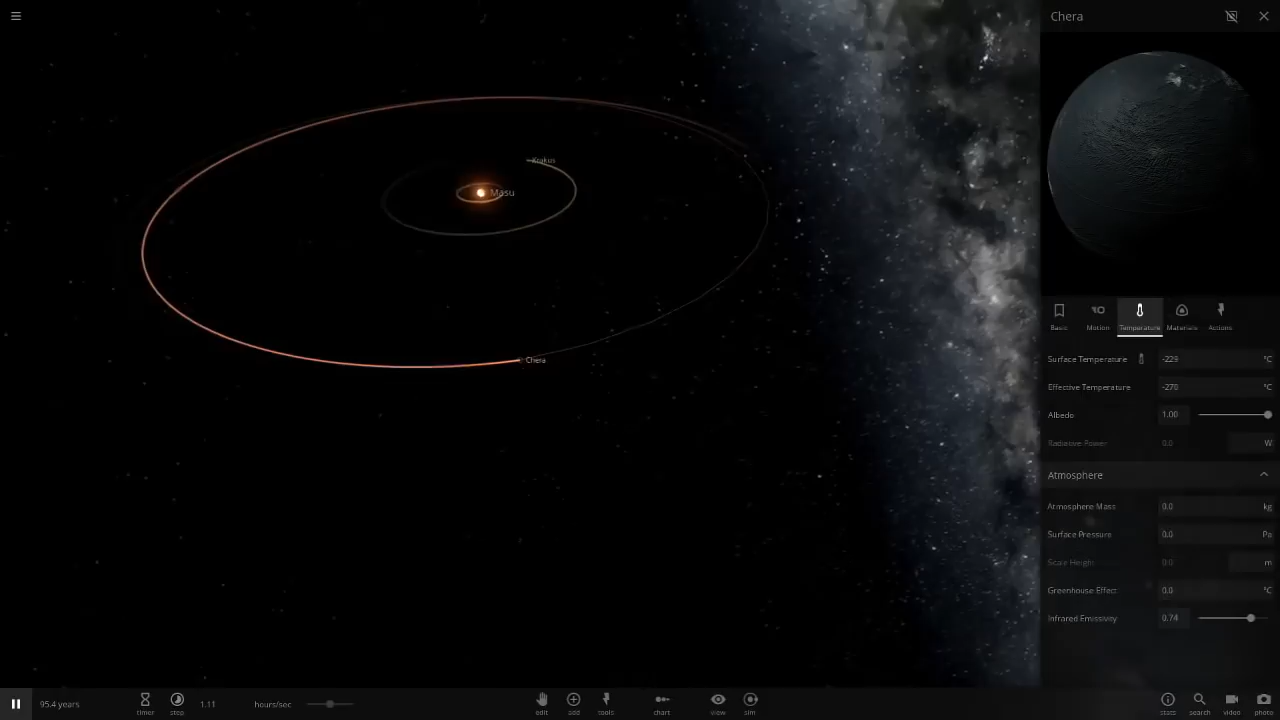 Chera
Krakus
Masu
Chera
Basic Motion Temperature Materials Actions
Surface Temperature -229 °C
Effective Temperature -270 °C
Albedo 1.00
Radiative Power 0.0 W
Atmosphere
Atmosphere Mass 0.0 kg
Surface Pressure 0.0 Pa
Scale Height 0.0 m
Greenhouse Effect 0.0 °C
Infrared Emissivity 0.74
95.4 years timer step 1.11 hours/sec edit add tools chart view sim stats search video photo